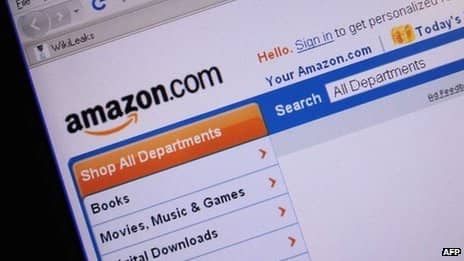 File
WikiLeaks
Hello. Sign in to get personalized
Your Amazon.com
Today's
amazon.com
Search
All Departments
Shop All Departments
Books
Movies, Music & Games
Digital Downloads
AFP